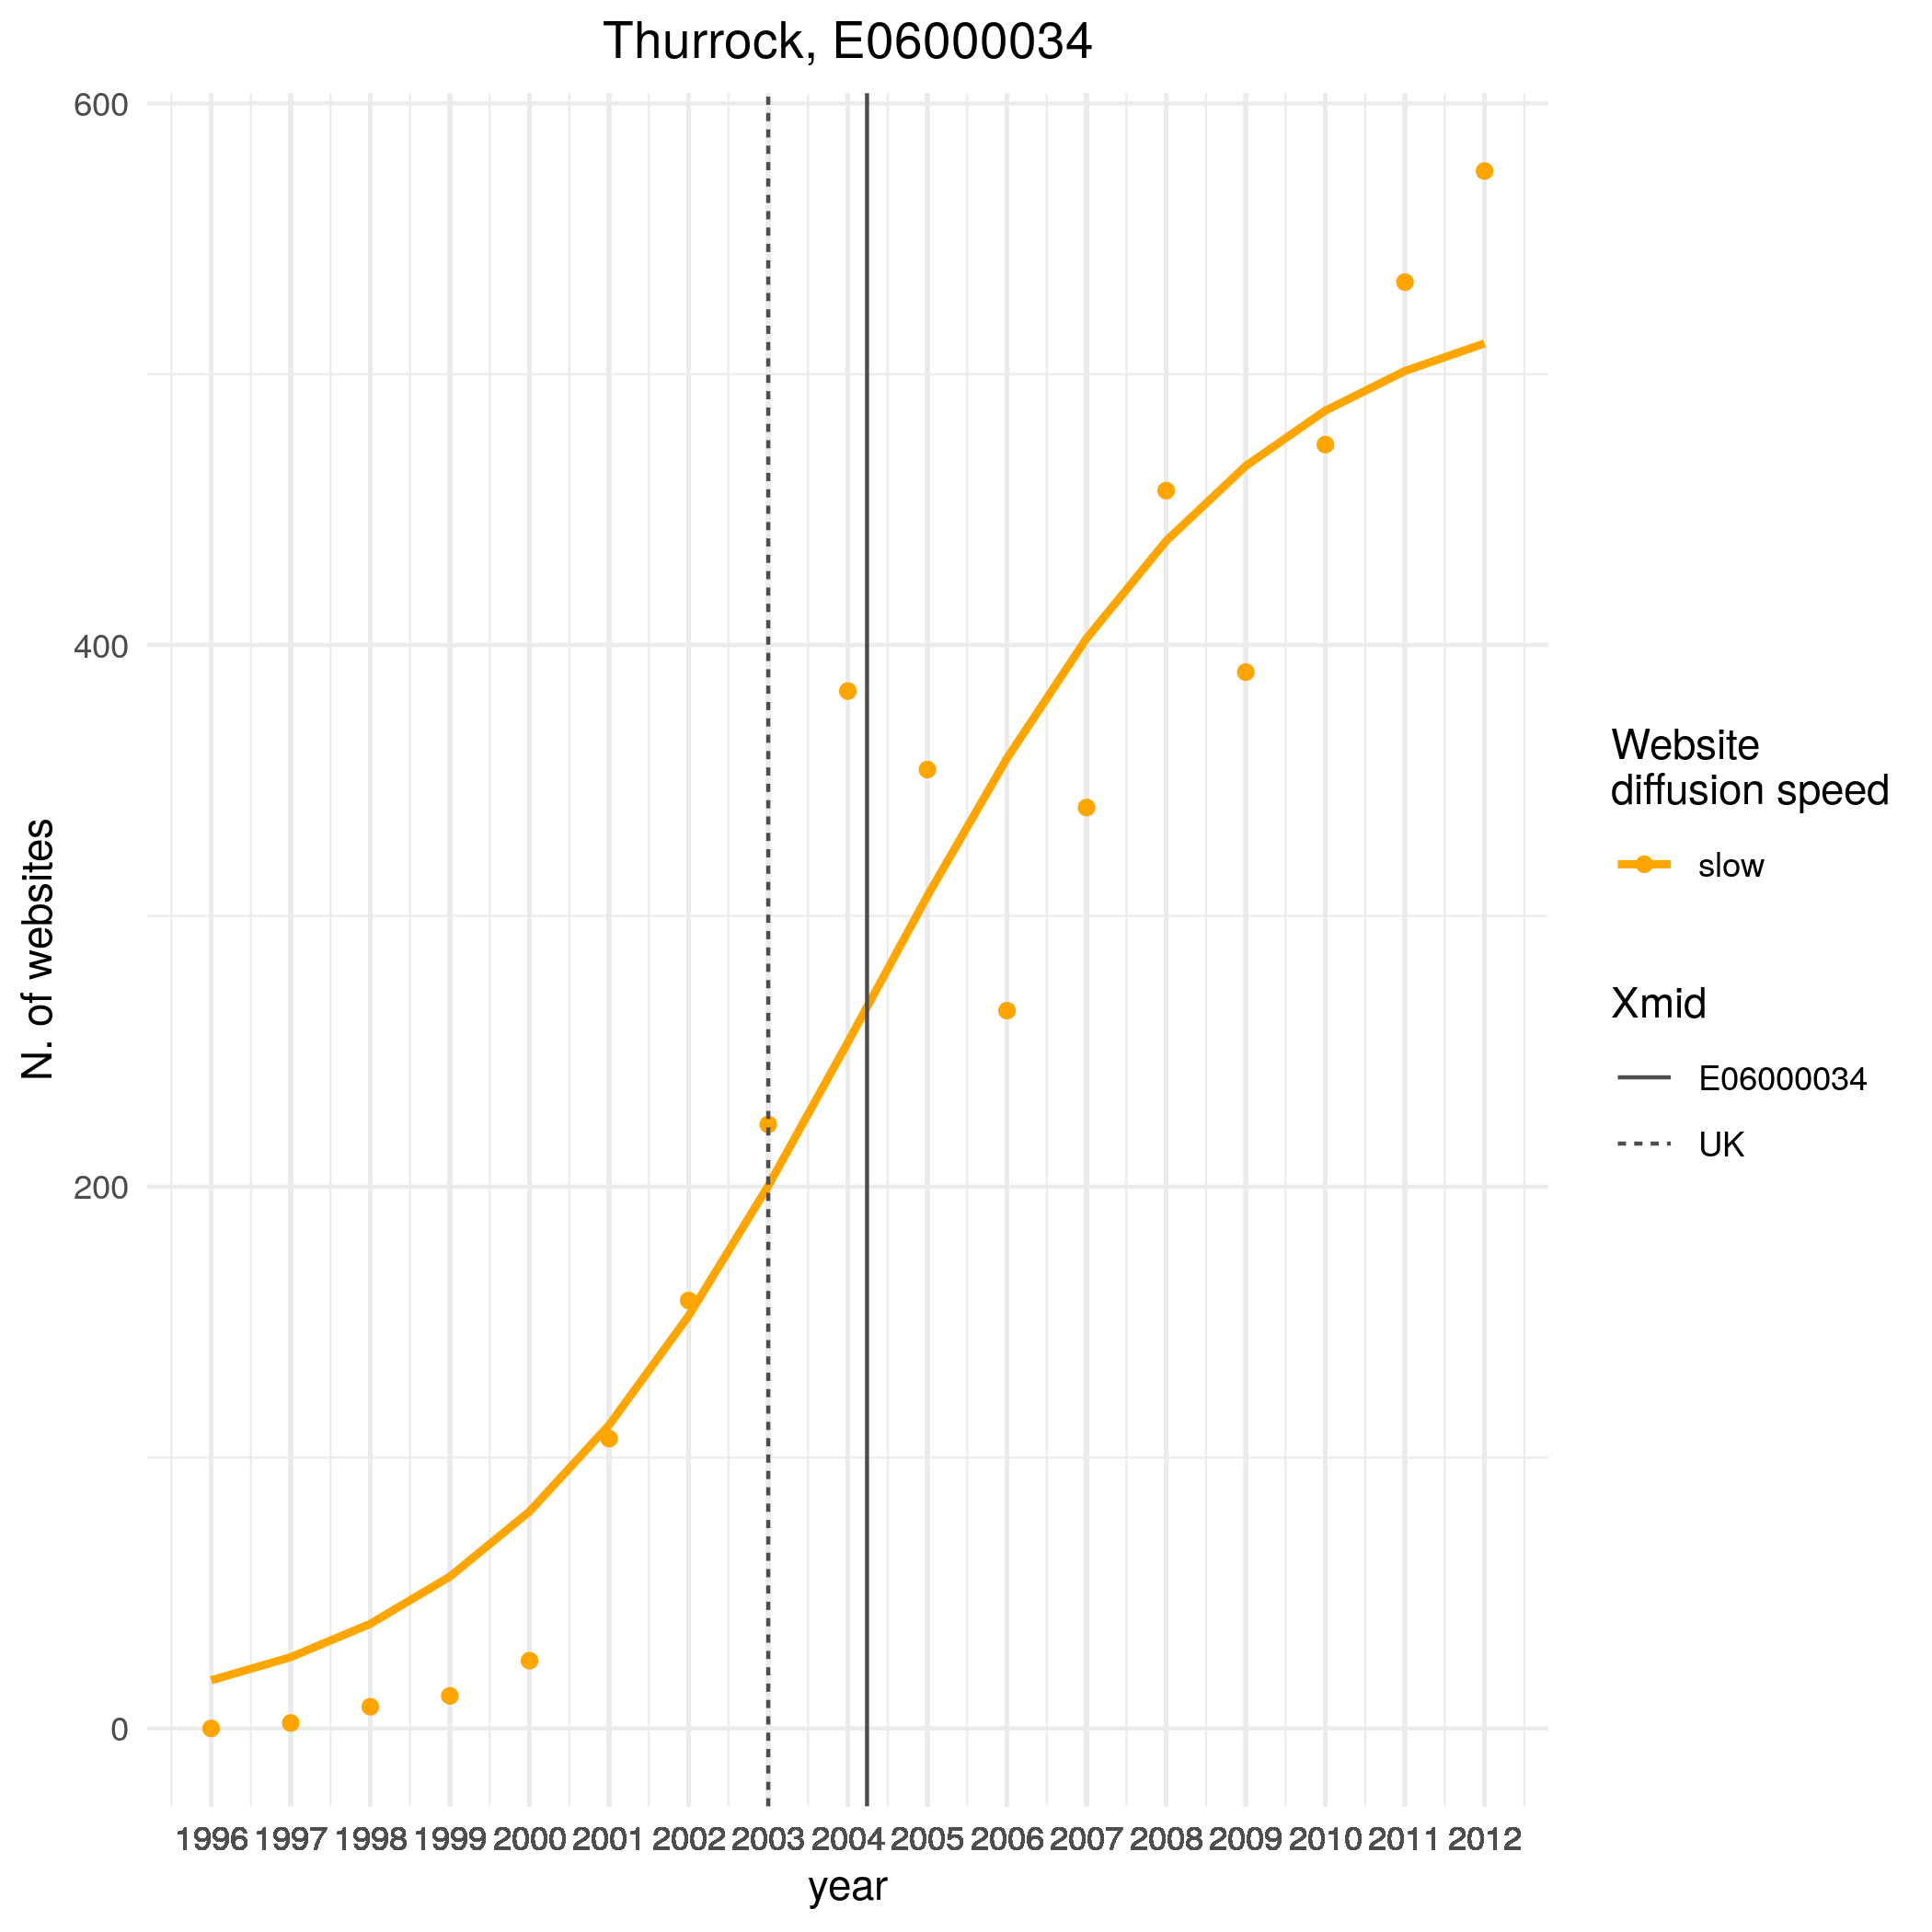 Thurrock, E06000034
600
400
200
0
N. of websites
1996 1997 1998 1999 2000 2001 2002 2003 2004 2005 2006 2007 2008 2009 2010 2011 2012
year
Website
diffusion speed
slow
Xmid
E06000034
UK